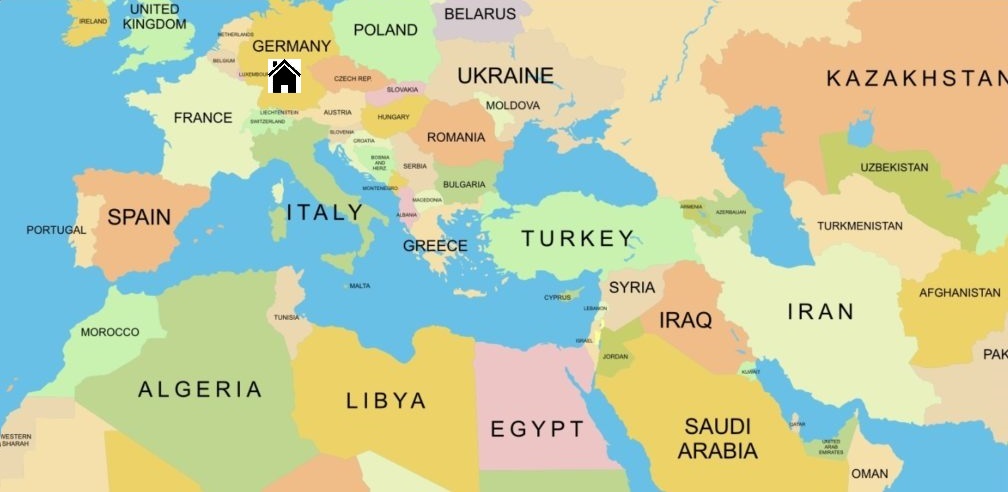 IRELAND
UNITED
KINGDOM
NETHERLANDS
BELGIUM
GERMANY
POLAND
BELARUS
CZECH REP.
SLOVAKIA
UKRAINE
MOLDOVA
KAZAKHSTAN
FRANCE
LIECHTENSTEIN
SWITZERLAND
AUSTRIA
HUNGARY
SLOVENIA
CROATIA
ROMANIA
BOSNIA
AND
HERZ.
SERBIA
MONTENEGRO
BULGARIA
MACEDONIA
ALBANIA
UZBEKISTAN
PORTUGAL
SPAIN
ITALY
GREECE
TURKEY
ARMENIA
AZERBAIJAN
TURKMENISTAN
MALTA
CYPRUS
SYRIA
LEBANON
IRAQ
IRAN
AFGHANISTAN
MOROCCO
TUNISIA
ISRAEL
JORDAN
KUWAIT
PAK
ALGERIA
LIBYA
EGYPT
SAUDI
ARABIA
QATAR
UNITED
ARAB
EMIRATES
OMAN
WESTERN
SHARAH